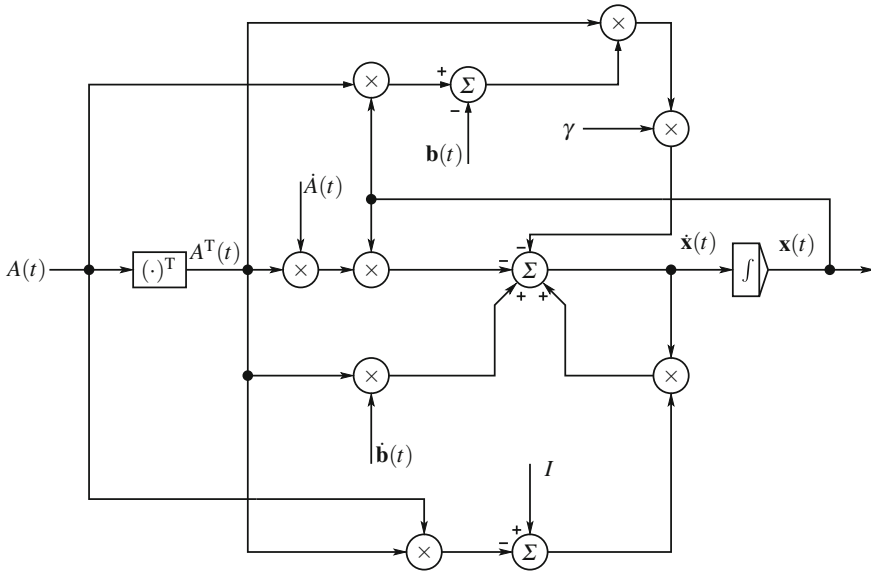 ×
×
+
Σ
−
γ
×
𝐛(t)
Ȧ(t)
−
𝐱̇(t)
𝐱(t)
A(t)
(·)ᵀ
Aᵀ(t)
×
×
−
Σ
∫
+
+
×
×
𝐛̇(t)
I
+
×
−
Σ